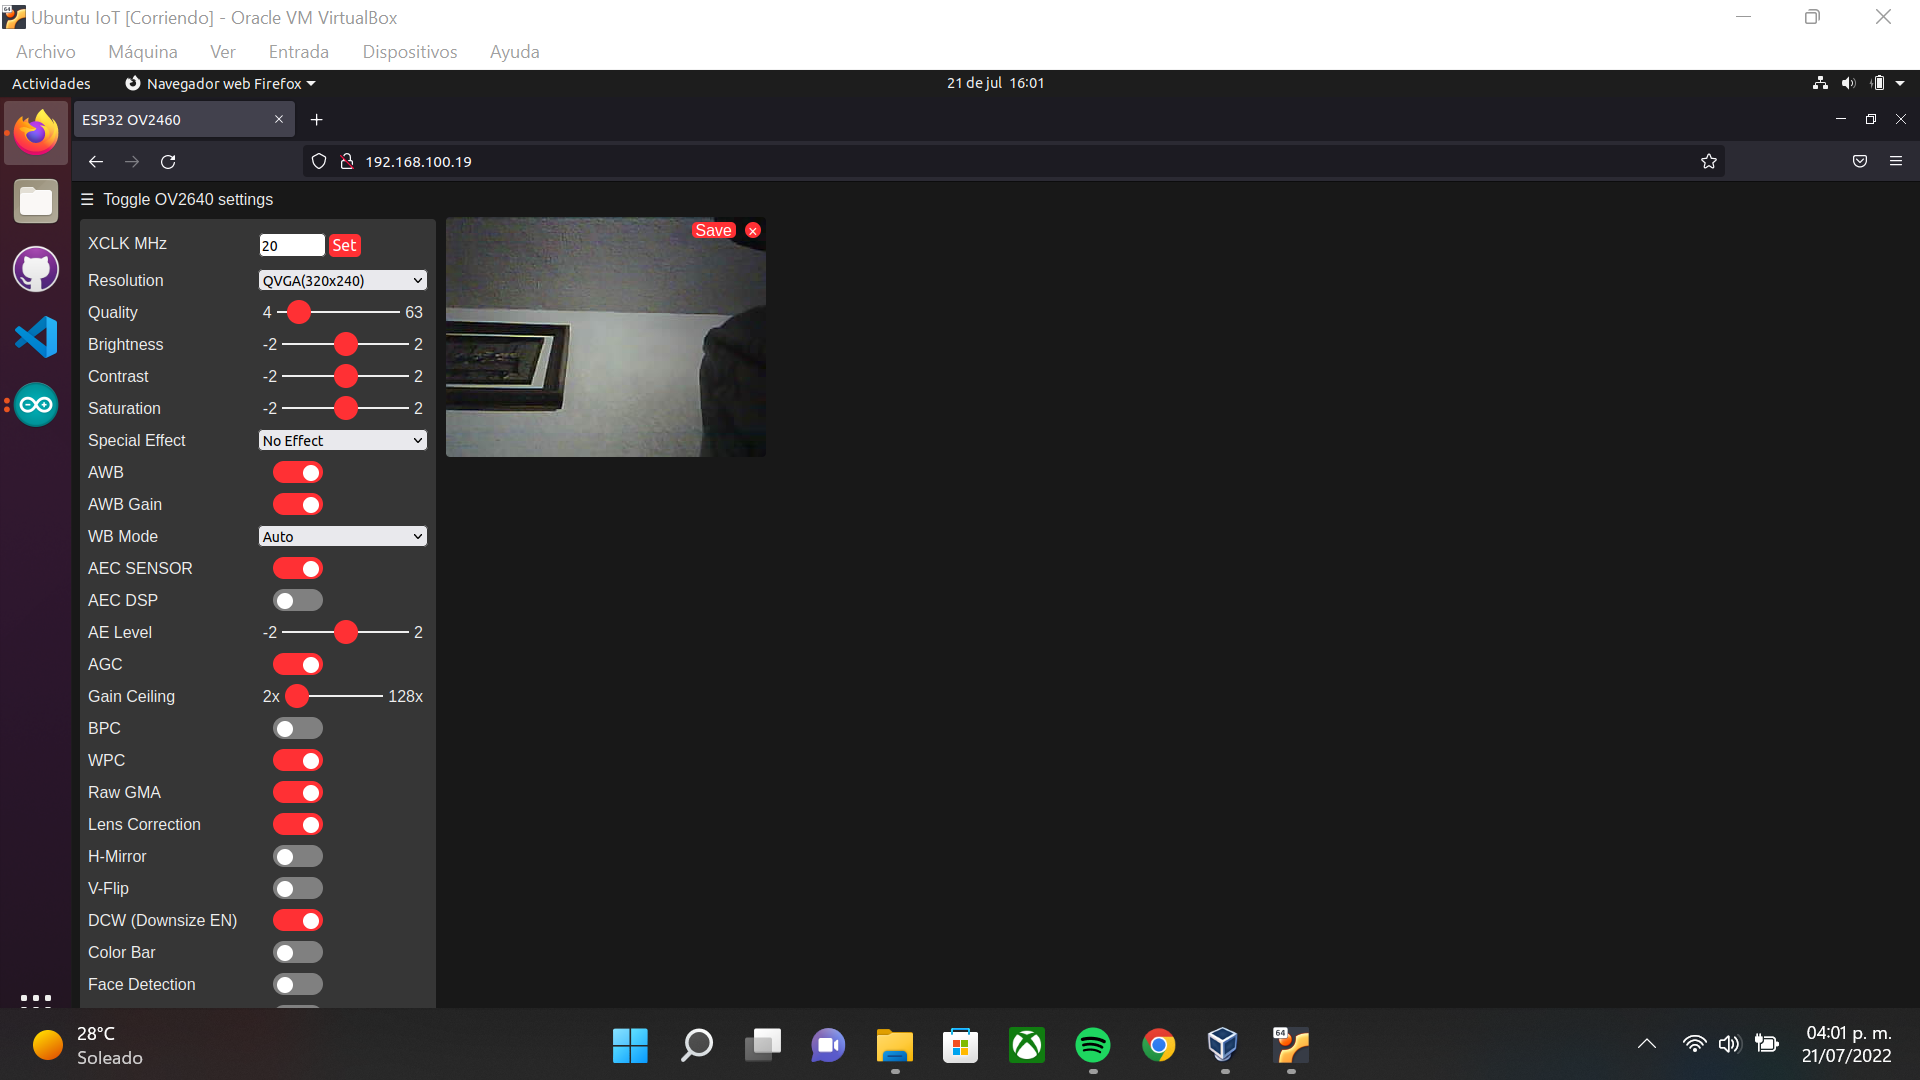 Ubuntu IoT [Corriendo] - Oracle VM VirtualBox
Archivo Máquina Ver Entrada Dispositivos Ayuda
Actividades Navegador web Firefox 21 de jul 16:01
ESP32 OV2460
192.168.100.19
☰ Toggle OV2640 settings
XCLK MHz 20 Set
Resolution QVGA(320x240)
Quality 4 63
Brightness -2 2
Contrast -2 2
Saturation -2 2
Special Effect No Effect
AWB
AWB Gain
WB Mode Auto
AEC SENSOR
AEC DSP
AE Level -2 2
AGC
Gain Ceiling 2x 128x
BPC
WPC
Raw GMA
Lens Correction
H-Mirror
V-Flip
DCW (Downsize EN)
Color Bar
Face Detection
Save ×
28°C
Soleado
64
04:01 p. m.
21/07/2022